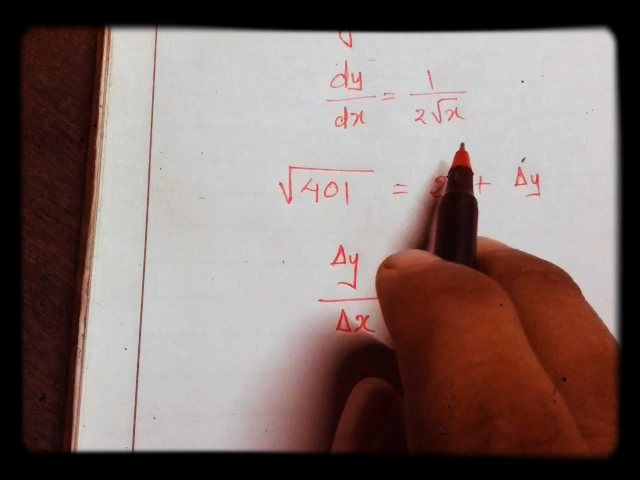 dy/dx = 1/2√x
√401 = + Δy
Δy/Δx